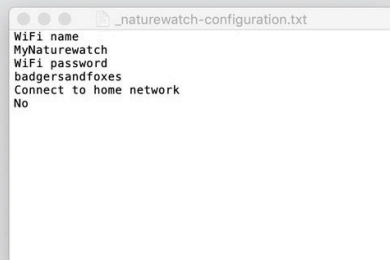 _naturewatch-configuration.txt
WiFi name
MyNaturewatch
WiFi password
badgersandfoxes
Connect to home network
No